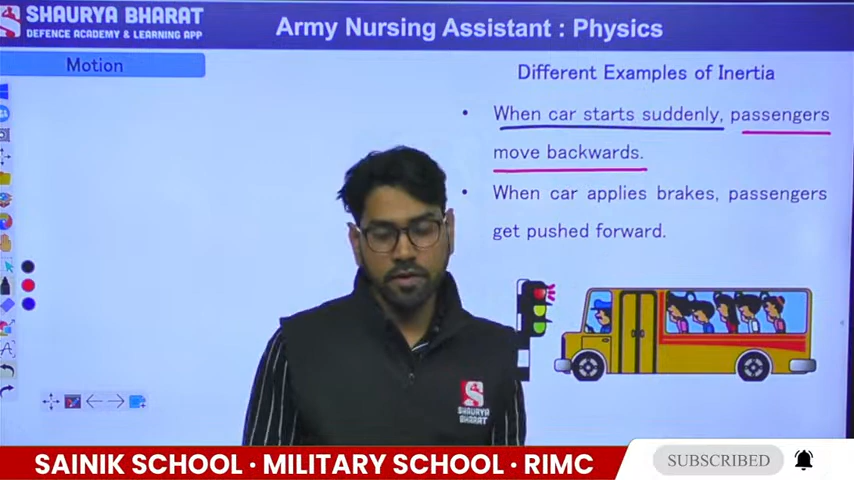 SHAURYA BHARAT
DEFENCE ACADEMY & LEARNING APP
Army Nursing Assistant : Physics
Motion
Different Examples of Inertia
• When car starts suddenly, passengers
move backwards.
• When car applies brakes, passengers
get pushed forward.
SHAURYA
BHARAT
SAINIK SCHOOL · MILITARY SCHOOL · RIMC
SUBSCRIBED